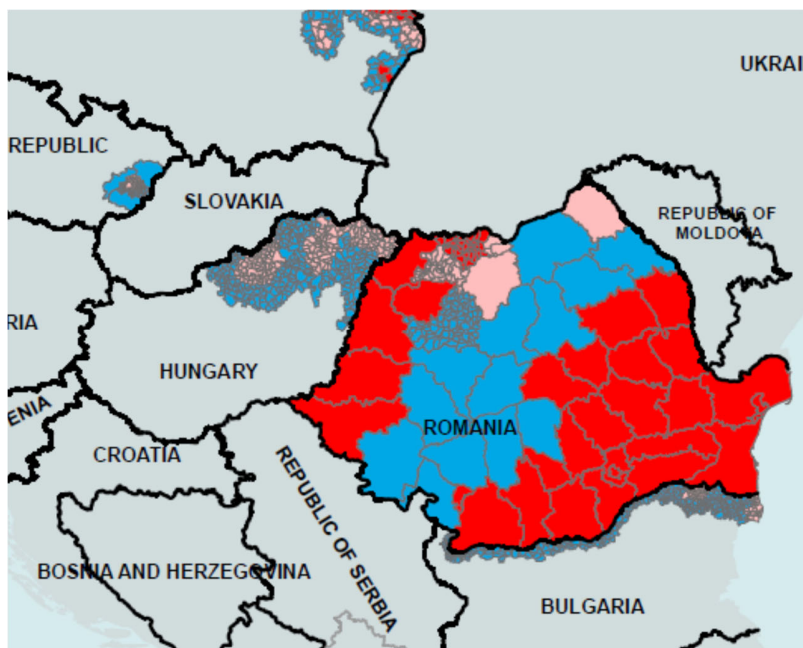 UKRAI
REPUBLIC
SLOVAKIA
REPUBLIC OF
MOLDOVA
RIA
HUNGARY
ENIA
ROMANIA
CROATIA
REPUBLIC OF SERBIA
BOSNIA AND HERZEGOVINA
BULGARIA